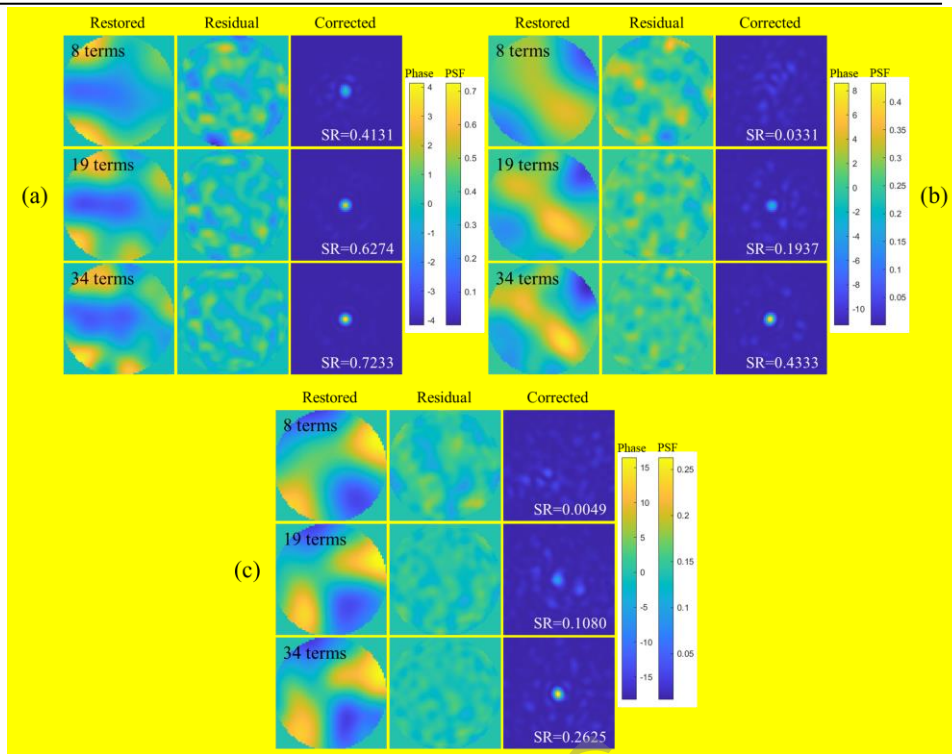 Restored Residual Corrected
8 terms
SR=0.4131
19 terms
SR=0.6274
34 terms
SR=0.7233
(a)
Phase PSF
4
3
2
1
0
-1
-2
-3
-4
0.7
0.6
0.5
0.4
0.3
0.2
0.1
Restored Residual Corrected
8 terms
SR=0.0331
19 terms
SR=0.1937
34 terms
SR=0.4333
Phase PSF
8
6
4
2
0
-2
-4
-6
-8
-10
0.4
0.35
0.3
0.25
0.2
0.15
0.1
0.05
(b)
Restored Residual Corrected
8 terms
SR=0.0049
19 terms
SR=0.1080
34 terms
SR=0.2625
(c)
Phase PSF
15
10
5
0
-5
-10
-15
0.25
0.2
0.15
0.1
0.05